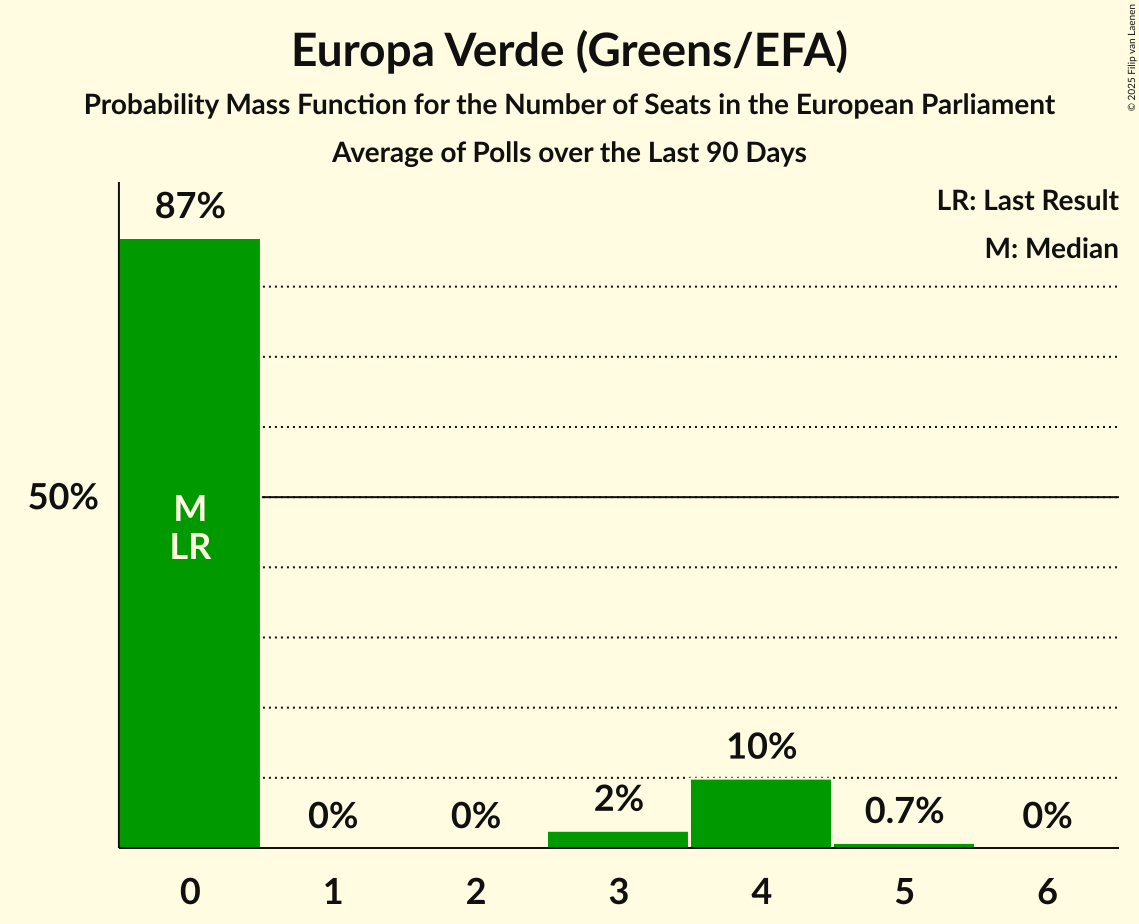 Europa Verde (Greens/EFA)
Probability Mass Function for the Number of Seats in the European Parliament
Average of Polls over the Last 90 Days
© 2025 Filip van Laenen
LR: Last Result
M: Median
87%
50%
M
LR
0%
0%
2%
10%
0.7%
0%
0
1
2
3
4
5
6